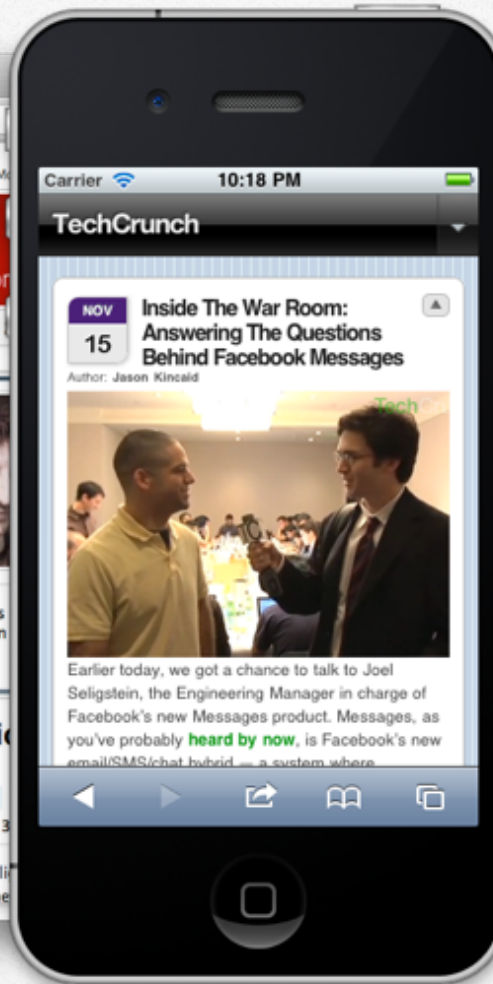 Carrier 10:18 PM
TechCrunch
NOV
15
Inside The War Room:
Answering The Questions
Behind Facebook Messages
Author: Jason Kincaid
Tech
Earlier today, we got a chance to talk to Joel
Seligstein, the Engineering Manager in charge of
Facebook's new Messages product. Messages, as
you've probably heard by now, is Facebook's new
email/SMS/chat hybrid — a system where